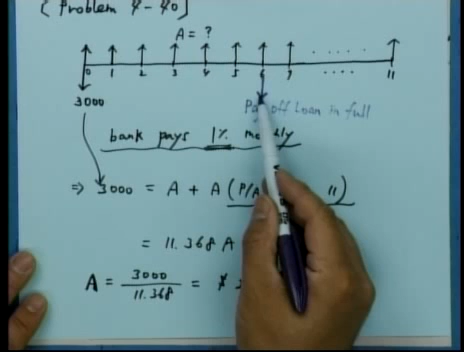 (Problem 4-40)
A = ?
0 1 2 3 4 5 6 7 ..... .... 11
3000
Pay off Loan in full
bank pays 1% monthly
⇒ 3000 = A + A (P/A 11)
= 11.368 A
A = 3000 / 11.368 = $